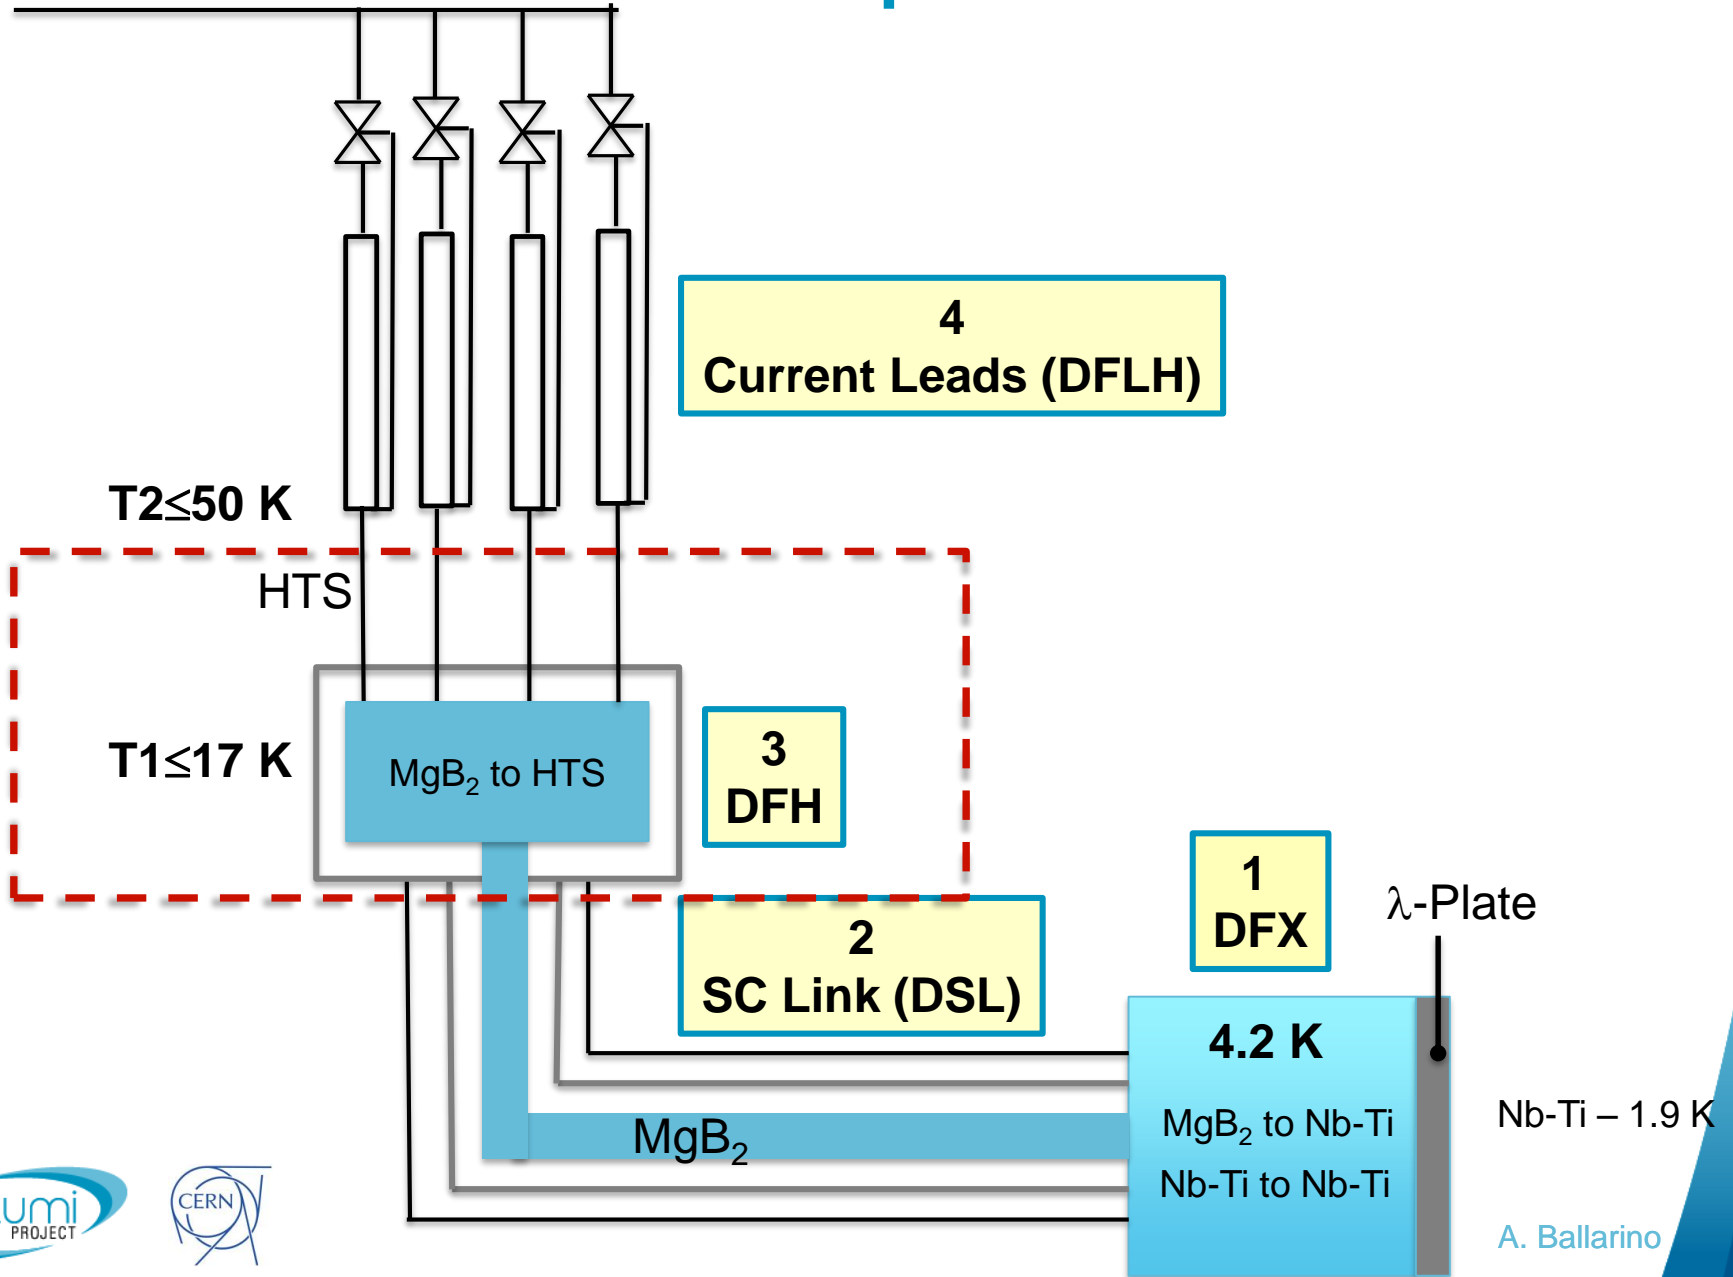 4
Current Leads (DFLH)
T2≤50 K
HTS
T1≤17 K
MgB₂ to HTS
3
DFH
1
DFX
λ-Plate
2
SC Link (DSL)
4.2 K
MgB₂
MgB₂ to Nb-Ti
Nb-Ti – 1.9 K
Nb-Ti to Nb-Ti
umi
PROJECT
CERN
A. Ballarino